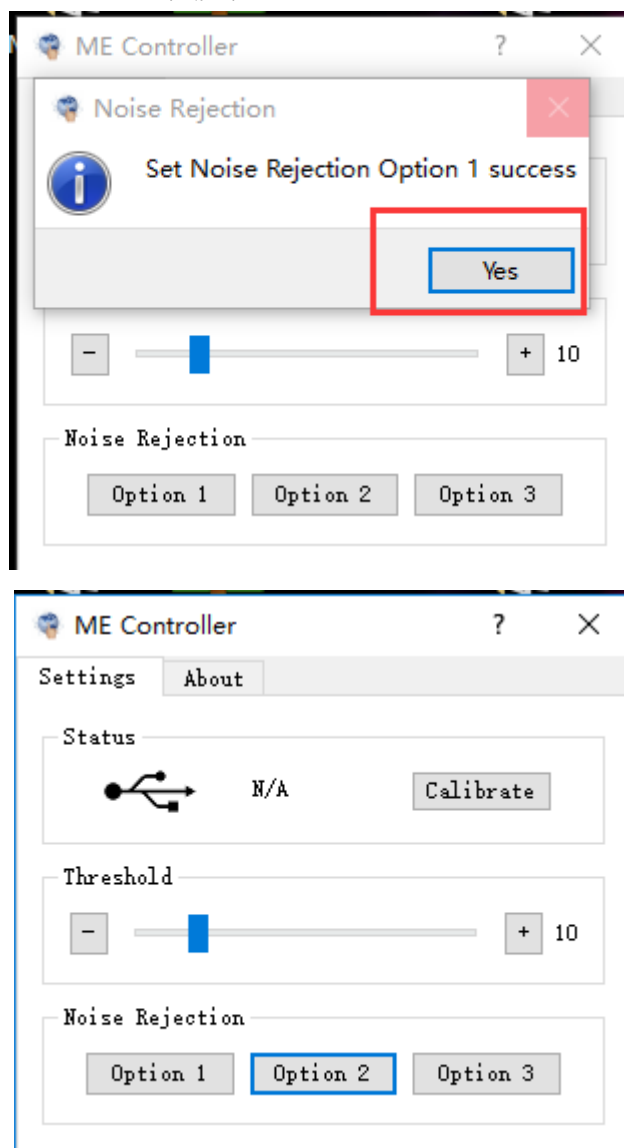 ME Controller ?
Noise Rejection
Set Noise Rejection Option 1 success
Yes
- + 10
Noise Rejection
Option 1 Option 2 Option 3
ME Controller ?
Settings About
Status
N/A Calibrate
Threshold
- + 10
Noise Rejection
Option 1 Option 2 Option 3